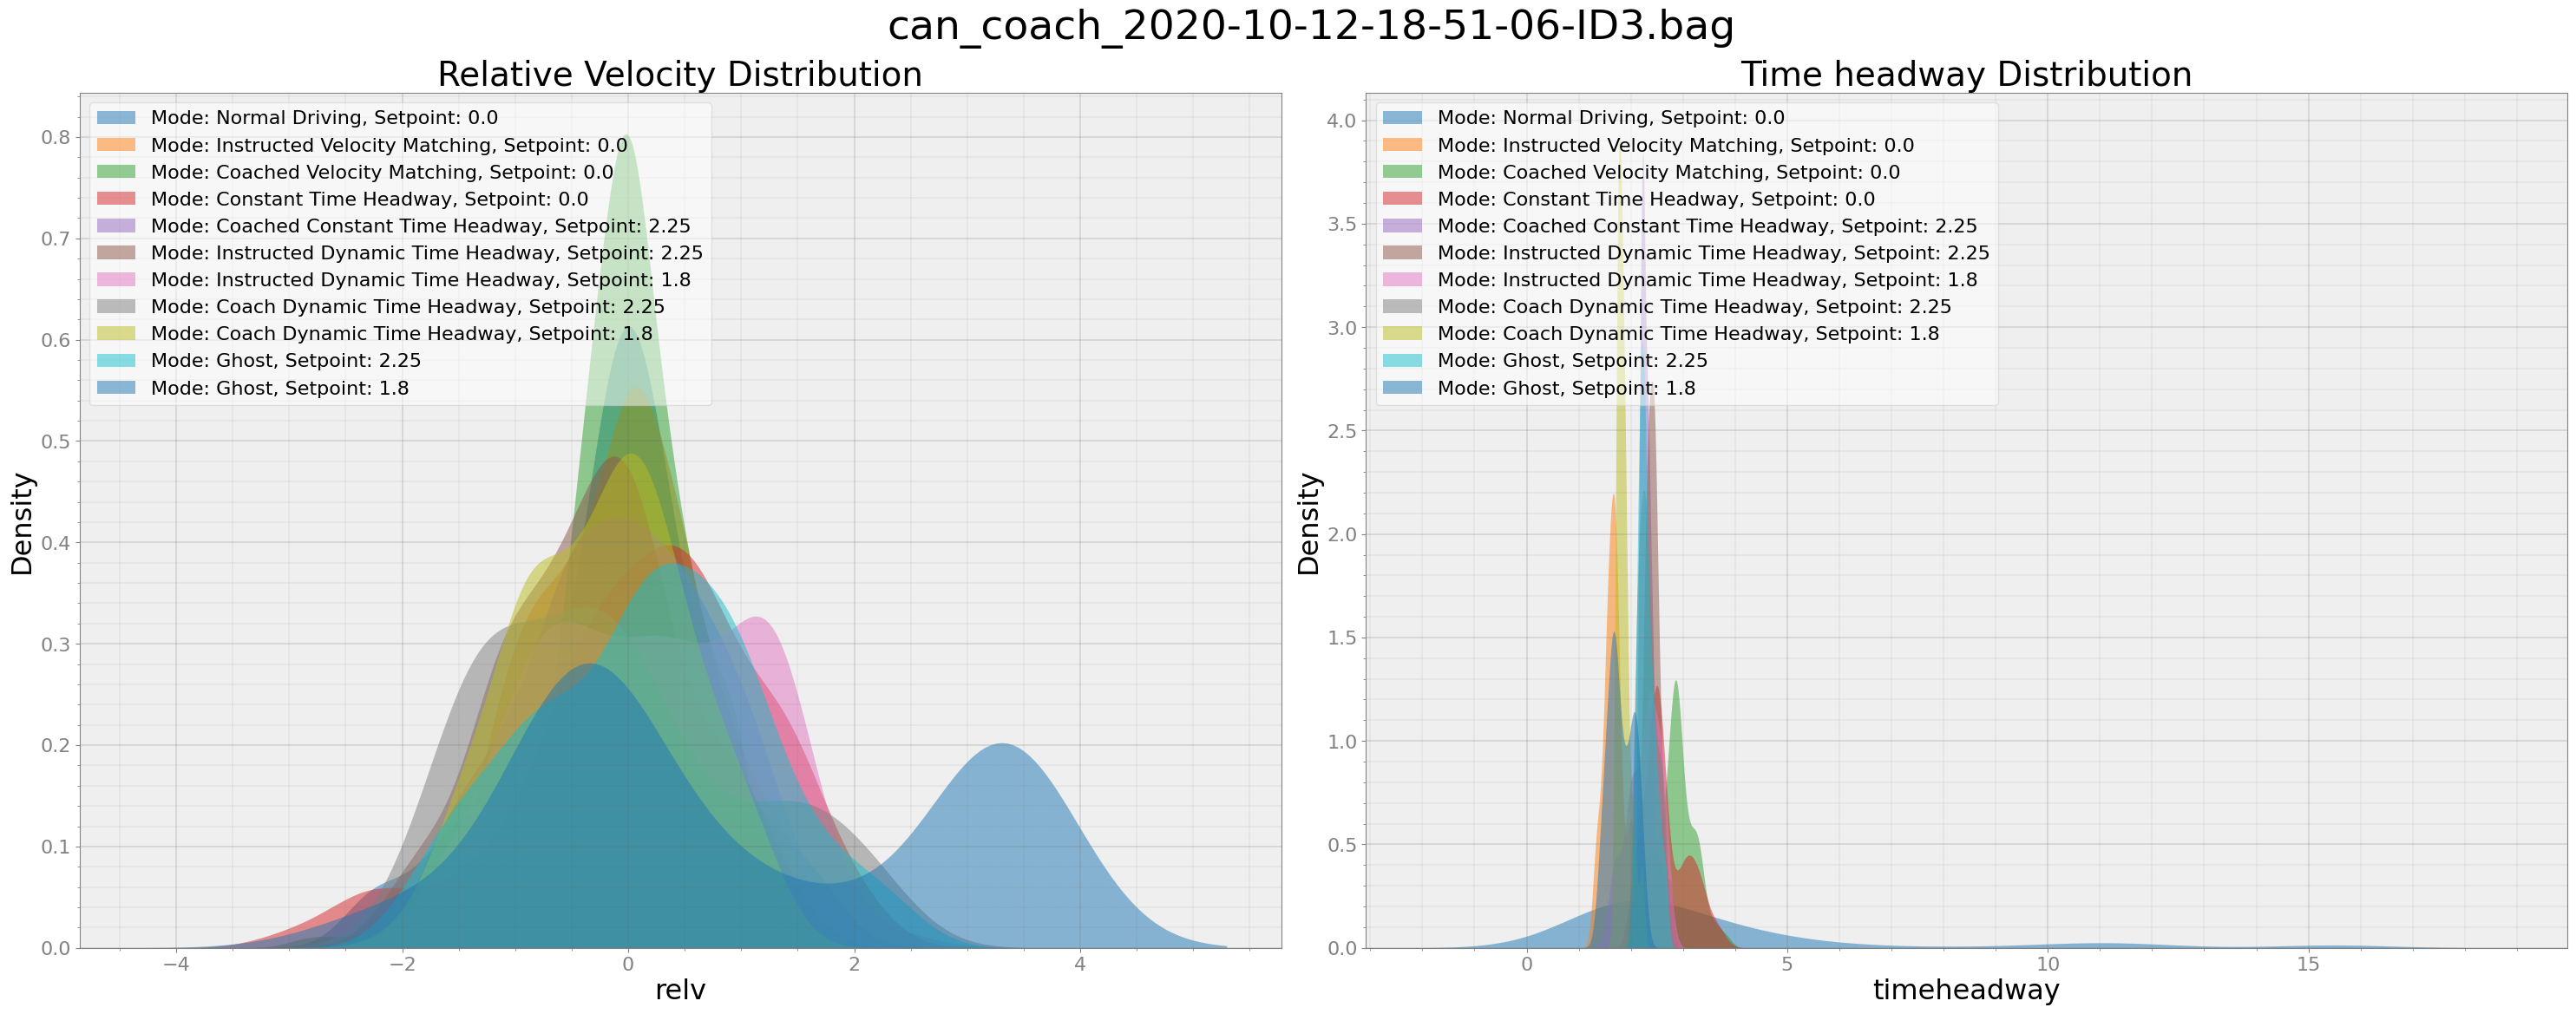 can_coach_2020-10-12-18-51-06-ID3.bag
Relative Velocity Distribution
Mode: Normal Driving, Setpoint: 0.0
Mode: Instructed Velocity Matching, Setpoint: 0.0
Mode: Coached Velocity Matching, Setpoint: 0.0
Mode: Constant Time Headway, Setpoint: 0.0
Mode: Coached Constant Time Headway, Setpoint: 2.25
Mode: Instructed Dynamic Time Headway, Setpoint: 2.25
Mode: Instructed Dynamic Time Headway, Setpoint: 1.8
Mode: Coach Dynamic Time Headway, Setpoint: 2.25
Mode: Coach Dynamic Time Headway, Setpoint: 1.8
Mode: Ghost, Setpoint: 2.25
Mode: Ghost, Setpoint: 1.8
0.8
0.7
0.6
0.5
0.4
0.3
0.2
0.1
0.0
Density
−4 −2 0 2 4
relv
Time headway Distribution
Mode: Normal Driving, Setpoint: 0.0
Mode: Instructed Velocity Matching, Setpoint: 0.0
Mode: Coached Velocity Matching, Setpoint: 0.0
Mode: Constant Time Headway, Setpoint: 0.0
Mode: Coached Constant Time Headway, Setpoint: 2.25
Mode: Instructed Dynamic Time Headway, Setpoint: 2.25
Mode: Instructed Dynamic Time Headway, Setpoint: 1.8
Mode: Coach Dynamic Time Headway, Setpoint: 2.25
Mode: Coach Dynamic Time Headway, Setpoint: 1.8
Mode: Ghost, Setpoint: 2.25
Mode: Ghost, Setpoint: 1.8
4.0
3.5
3.0
2.5
2.0
1.5
1.0
0.5
0.0
Density
0 5 10 15
timeheadway